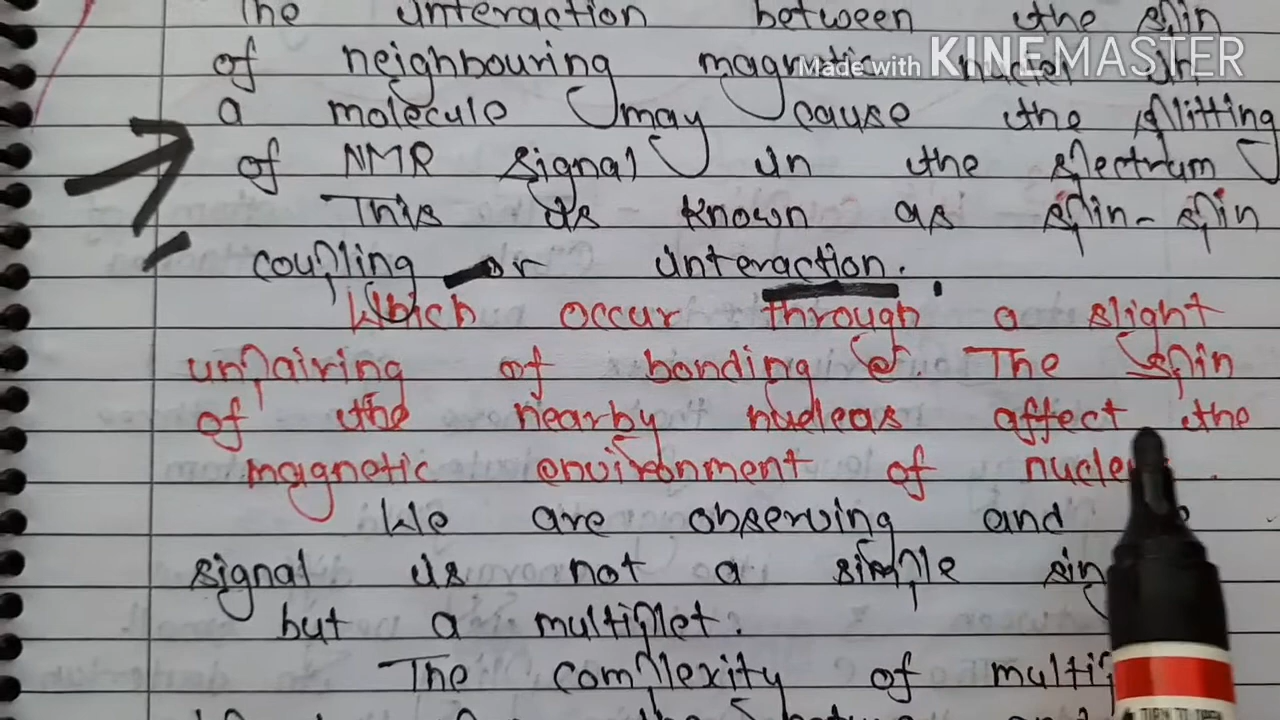 The interaction between the spin
of neighbouring magnetic nuclei in
a molecule may cause the splitting
of NMR signal in the spectrum
This is known as spin-spin
coupling or interaction.
Which occur through a slight
unpairing of bonding e⁻. The spin
of the nearby nucleas affect the
magnetic environment of
We are observing and
signal is not a simple
but a multiplet.
The complexity of
Made with KINEMASTER